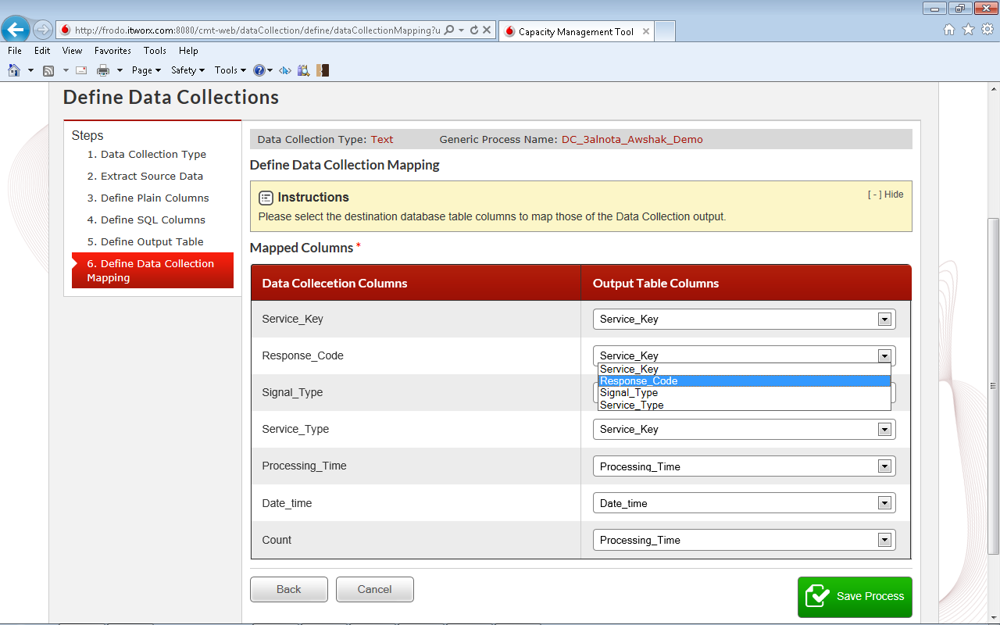 http://frodo.itworx.com:8080/cmt-web/dataCollection/define/dataCollectionMapping?u
Capacity Management Tool
File Edit View Favorites Tools Help
Page Safety Tools
Define Data Collections
Steps
1. Data Collection Type
2. Extract Source Data
3. Define Plain Columns
4. Define SQL Columns
5. Define Output Table
6. Define Data Collection
Mapping
Data Collection Type: Text Generic Process Name: DC_3alnota_Awshak_Demo
Define Data Collection Mapping
Instructions [ - ] Hide
Please select the destination database table columns to map those of the Data Collection output.
Mapped Columns *
Data Collecetion Columns Output Table Columns
Service_Key Service_Key
Response_Code Service_Key
Service_Key
Response_Code
Signal_Type Signal_Type
Service_Type
Service_Type Service_Key
Processing_Time Processing_Time
Date_time Date_time
Count Processing_Time
Back Cancel Save Process